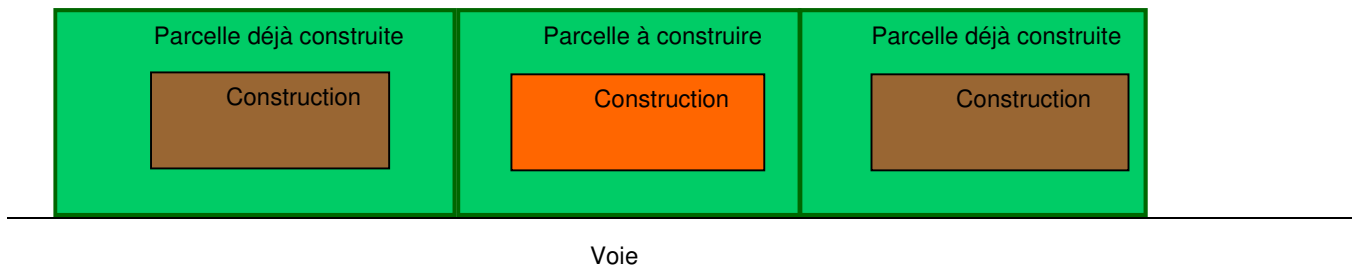 Parcelle déjà construite
Parcelle à construire
Parcelle déjà construite
Construction
Construction
Construction
Voie